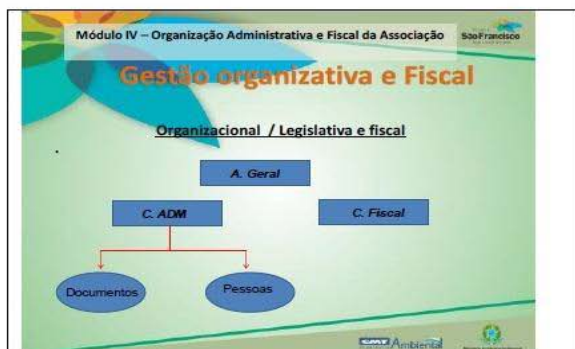 Módulo IV – Organização Administrativa e Fiscal da Associação
São Francisco
Gestão organizativa e Fiscal
Organizacional / Legislativa e fiscal
A. Geral
C. ADM
C. Fiscal
Documentos
Pessoas
CMT Ambiental